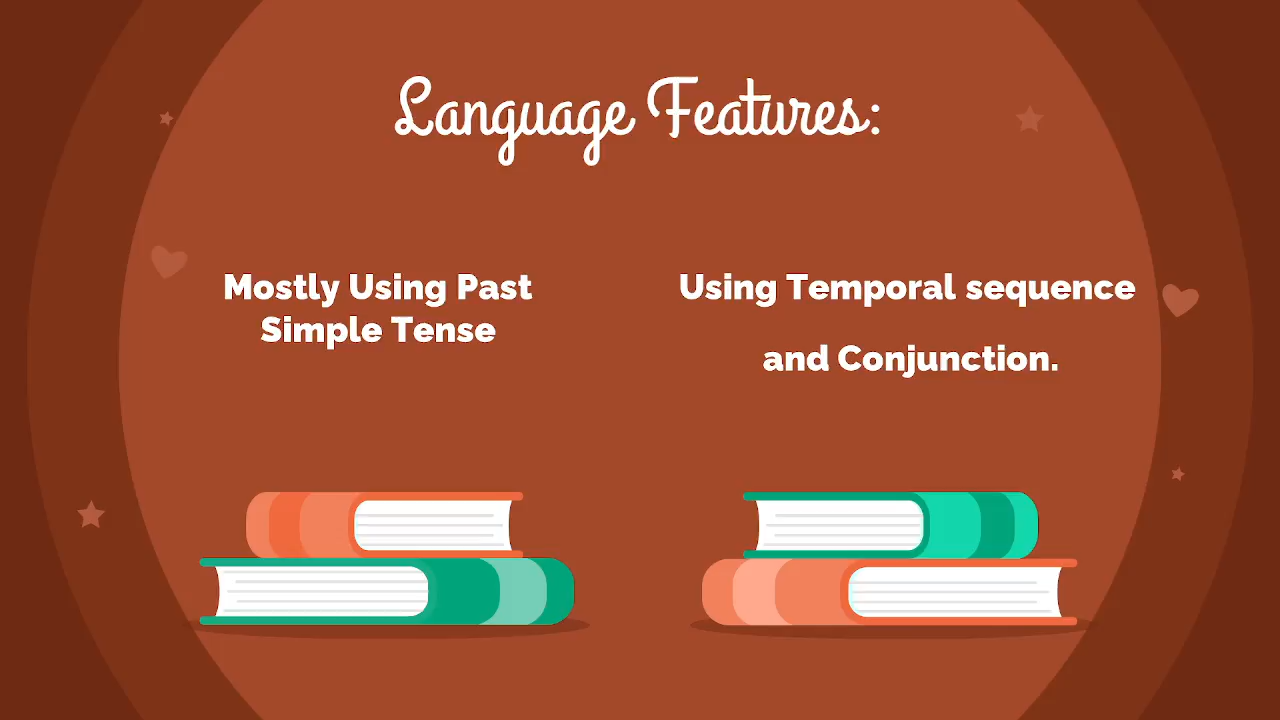 Language Features:
Mostly Using Past
Simple Tense
Using Temporal sequence
and Conjunction.